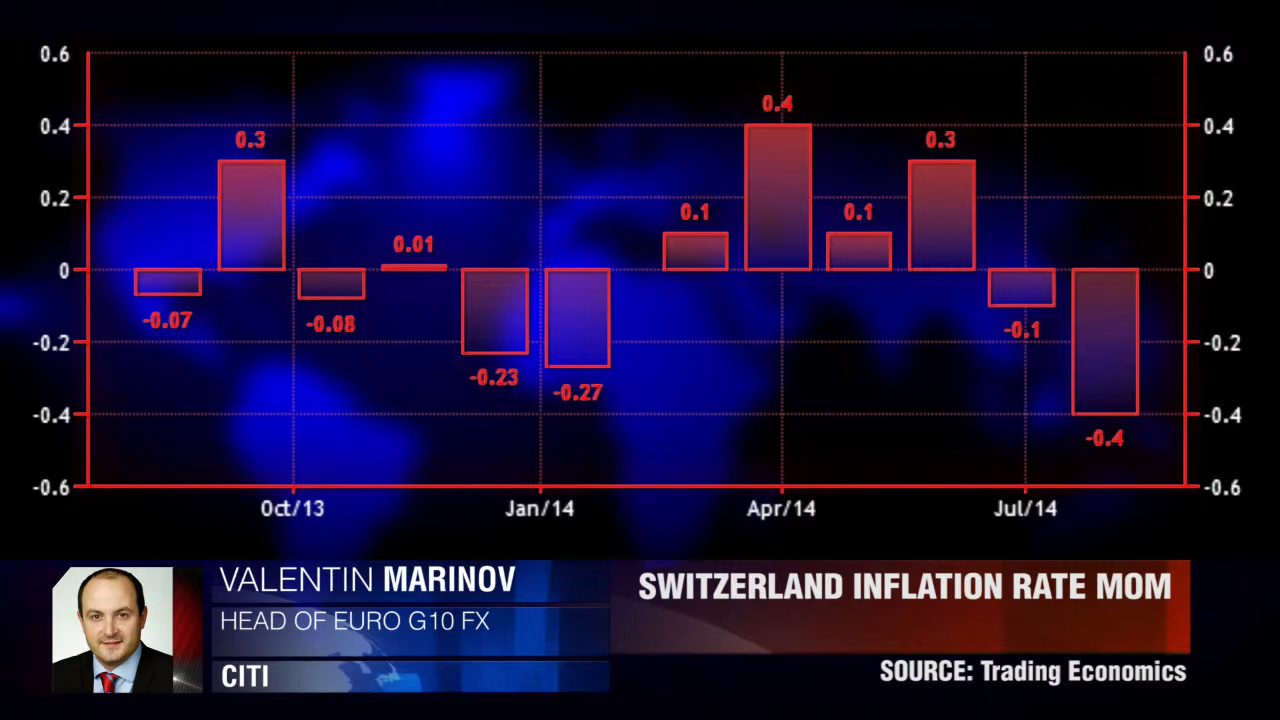 0.6 0.6
0.4
0.4 0.4
0.3 0.3
0.2 0.1 0.1 0.2
0.01
0 0
-0.07 -0.08 -0.1
-0.2 -0.2
-0.23 -0.27
-0.4 -0.4
-0.4
-0.6 -0.6
Oct/13 Jan/14 Apr/14 Jul/14
VALENTIN MARINOV
HEAD OF EURO G10 FX
CITI
SWITZERLAND INFLATION RATE MOM
SOURCE: Trading Economics